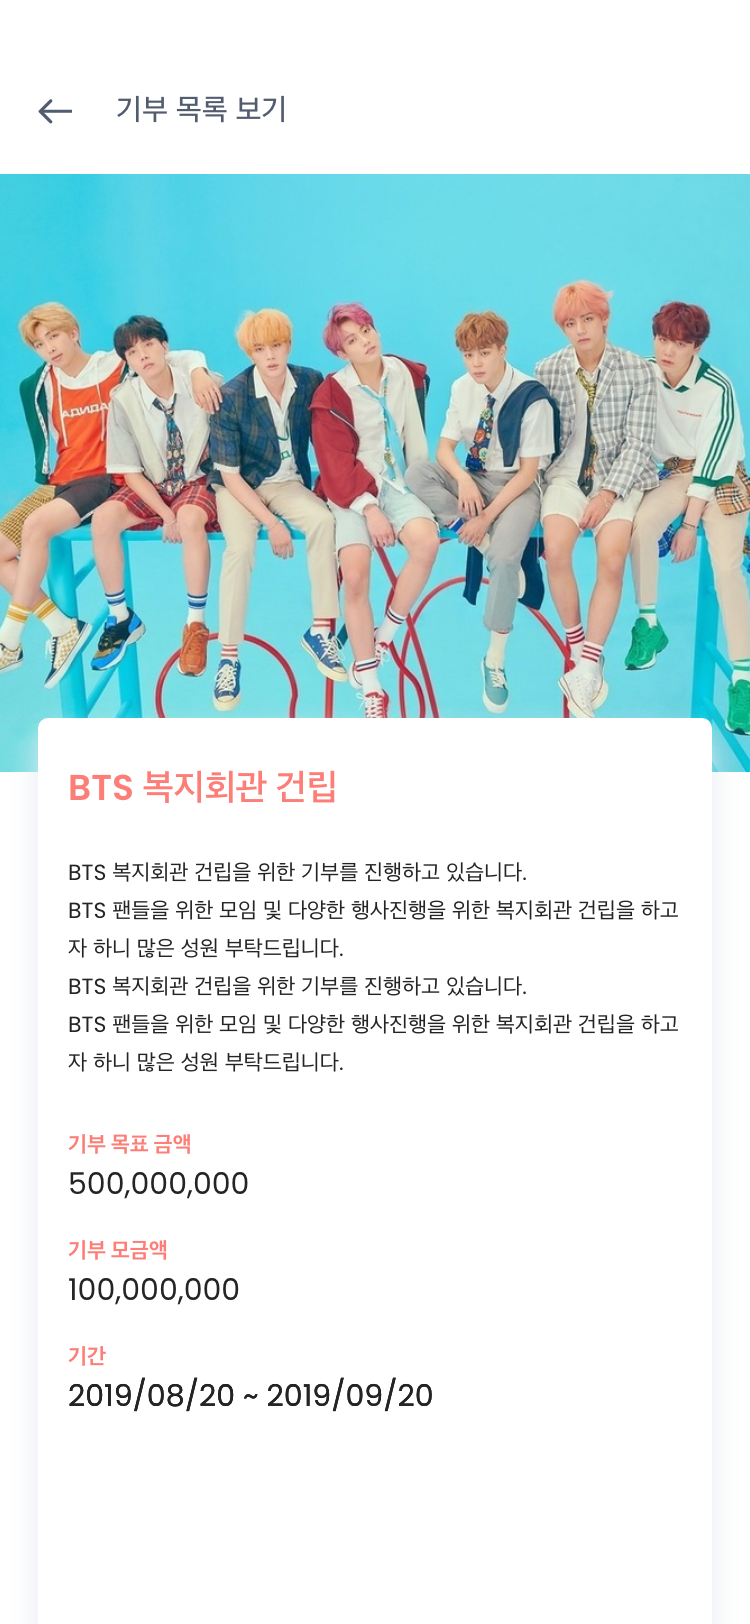 기부 목록 보기
BTS 복지회관 건립
BTS 복지회관 건립을 위한 기부를 진행하고 있습니다.
BTS 팬들을 위한 모임 및 다양한 행사진행을 위한 복지회관 건립을 하고
자 하니 많은 성원 부탁드립니다.
BTS 복지회관 건립을 위한 기부를 진행하고 있습니다.
BTS 팬들을 위한 모임 및 다양한 행사진행을 위한 복지회관 건립을 하고
자 하니 많은 성원 부탁드립니다.
기부 목표 금액
500,000,000
기부 모금액
100,000,000
기간
2019/08/20 ~ 2019/09/20